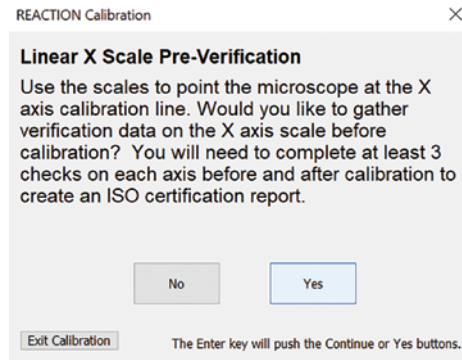 REACTION Calibration
Linear X Scale Pre-Verification
Use the scales to point the microscope at the X
axis calibration line. Would you like to gather
verification data on the X axis scale before
calibration?  You will need to complete at least 3
checks on each axis before and after calibration to
create an ISO certification report.
No
Yes
Exit Calibration
The Enter key will push the Continue or Yes buttons.